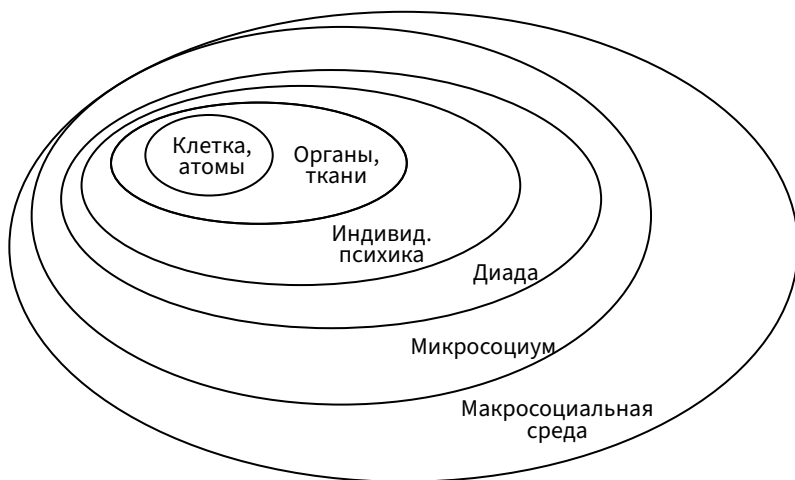 Клетка,
атомы
Органы,
ткани
Индивид.
психика
Диада
Микросоциум
Макросоциальная
среда